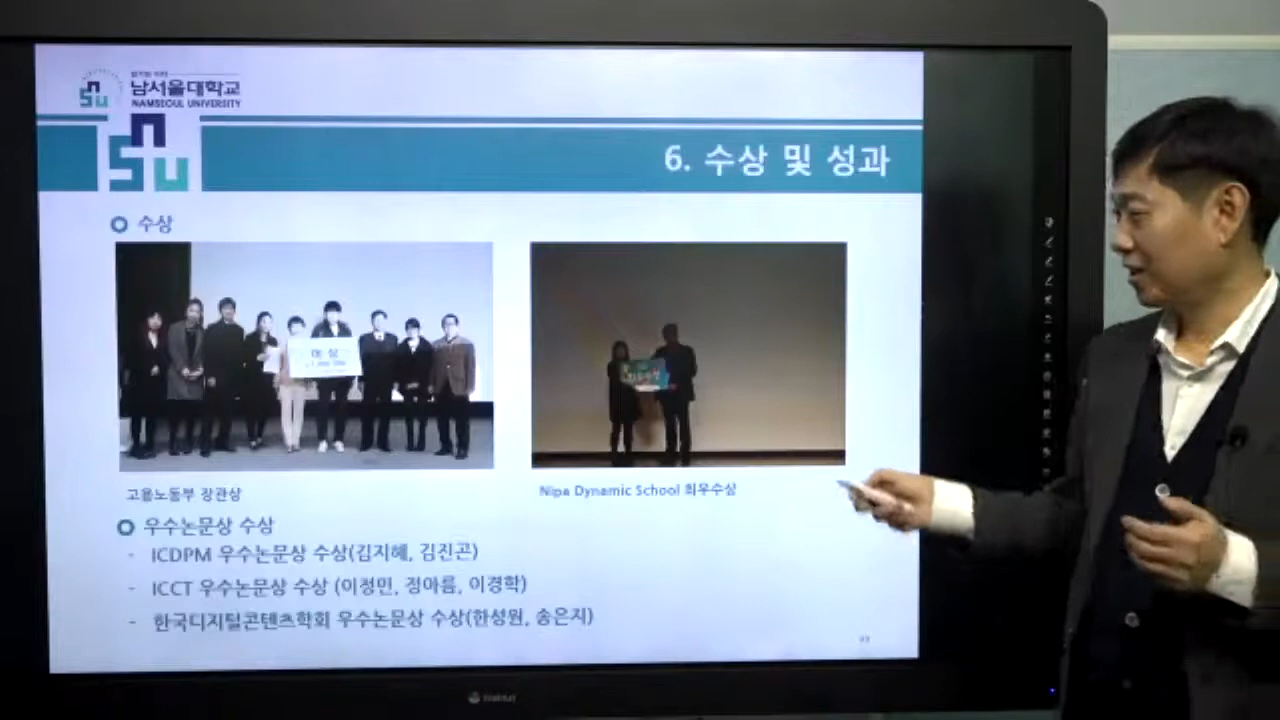 남서울대학교
NAMSEOUL UNIVERSITY
nsu
nsu
6. 수상 및 성과
수상
대 상
고용노동부 장관상
Nipa Dynamic School 최우수상
우수논문상 수상
- ICDPM 우수논문상 수상(김지혜, 김진곤)
- ICCT 우수논문상 수상 (이정민, 정아름, 이경학)
- 한국디지털콘텐츠학회 우수논문상 수상(한성원, 송은지)